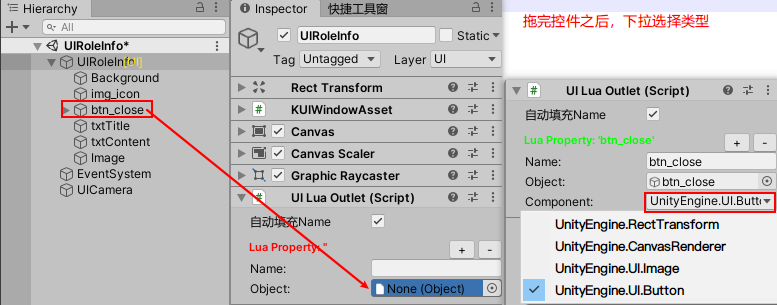 Hierarchy
All
UIRoleInfo*
UIRoleInfo
Background
img_icon
btn_close
txtTitle
txtContent
Image
EventSystem
UICamera
Inspector
快捷工具窗
UIRoleInfo
Static
Tag Untagged Layer UI
Rect Transform
KUIWindowAsset
Canvas
Canvas Scaler
Graphic Raycaster
UI Lua Outlet (Script)
自动填充Name
Lua Property: ''
+ -
Name:
Object: None (Object)
拖完控件之后，下拉选择类型
UI Lua Outlet (Script)
自动填充Name
Lua Property: 'btn_close'
+ -
Name: btn_close
Object: btn_close
Component: UnityEngine.UI.Butt
UnityEngine.RectTransform
UnityEngine.CanvasRenderer
UnityEngine.UI.Image
UnityEngine.UI.Button